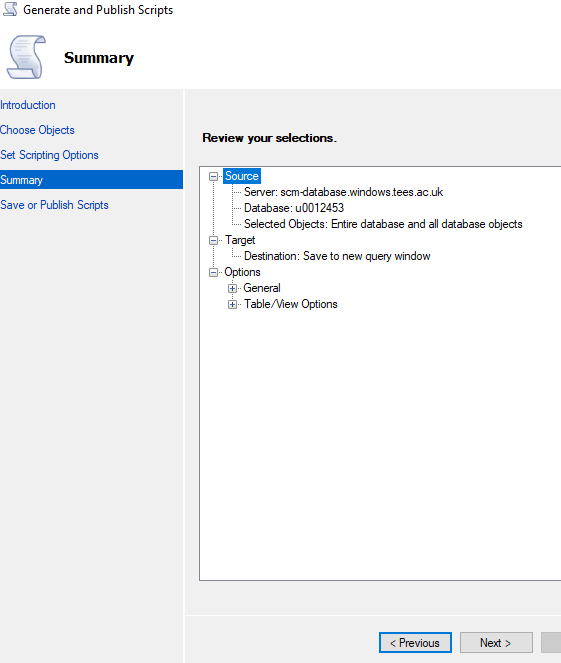 Generate and Publish Scripts
Summary
Introduction
Choose Objects
Set Scripting Options
Summary
Save or Publish Scripts
Review your selections.
Source
Server: scm-database.windows.tees.ac.uk
Database: u0012453
Selected Objects: Entire database and all database objects
Target
Destination: Save to new query window
Options
General
Table/View Options
< Previous
Next >